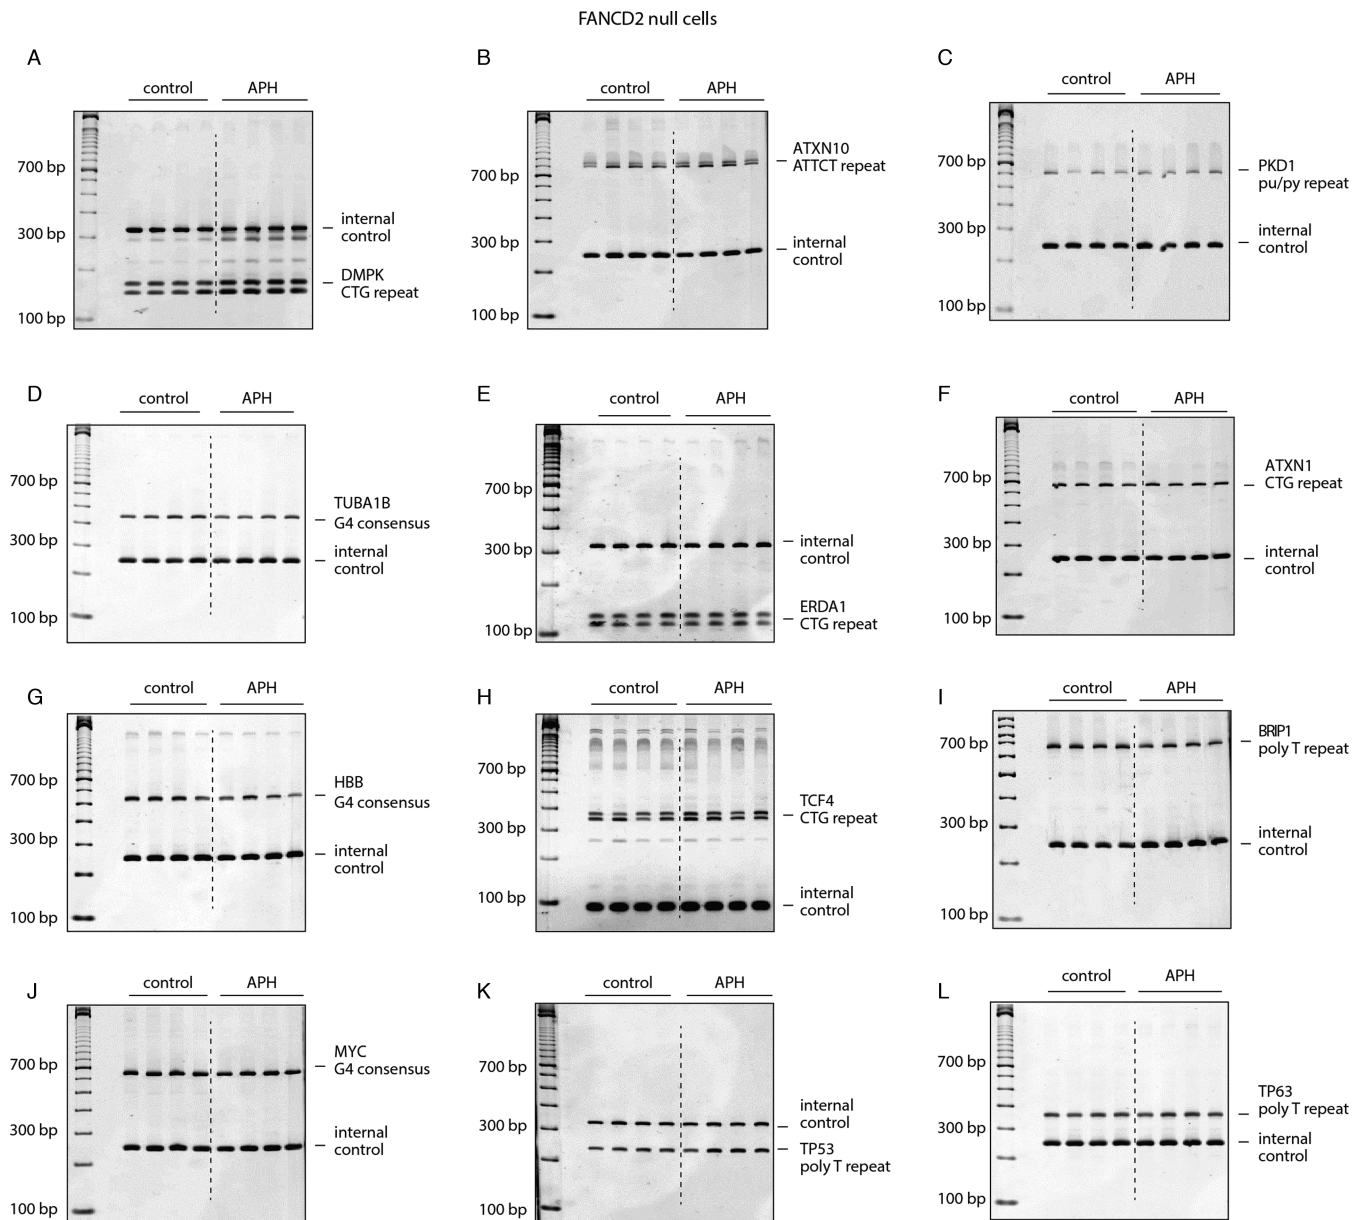 FANCD2 null cells
A
control APH
700 bp
300 bp
100 bp
internal
control
DMPK
CTG repeat
B
control APH
700 bp
300 bp
100 bp
ATXN10
ATTCT repeat
internal
control
C
control APH
700 bp
300 bp
100 bp
PKD1
pu/py repeat
internal
control
D
control APH
700 bp
300 bp
100 bp
TUBA1B
G4 consensus
internal
control
E
control APH
700 bp
300 bp
100 bp
internal
control
ERDA1
CTG repeat
F
control APH
700 bp
300 bp
100 bp
ATXN1
CTG repeat
internal
control
G
control APH
700 bp
300 bp
100 bp
HBB
G4 consensus
internal
control
H
control APH
700 bp
300 bp
100 bp
TCF4
CTG repeat
internal
control
I
control APH
700 bp
300 bp
100 bp
BRIP1
poly T repeat
internal
control
J
control APH
700 bp
300 bp
100 bp
MYC
G4 consensus
internal
control
K
control APH
700 bp
300 bp
100 bp
internal
control
TP53
poly T repeat
L
control APH
700 bp
300 bp
100 bp
TP63
poly T repeat
internal
control